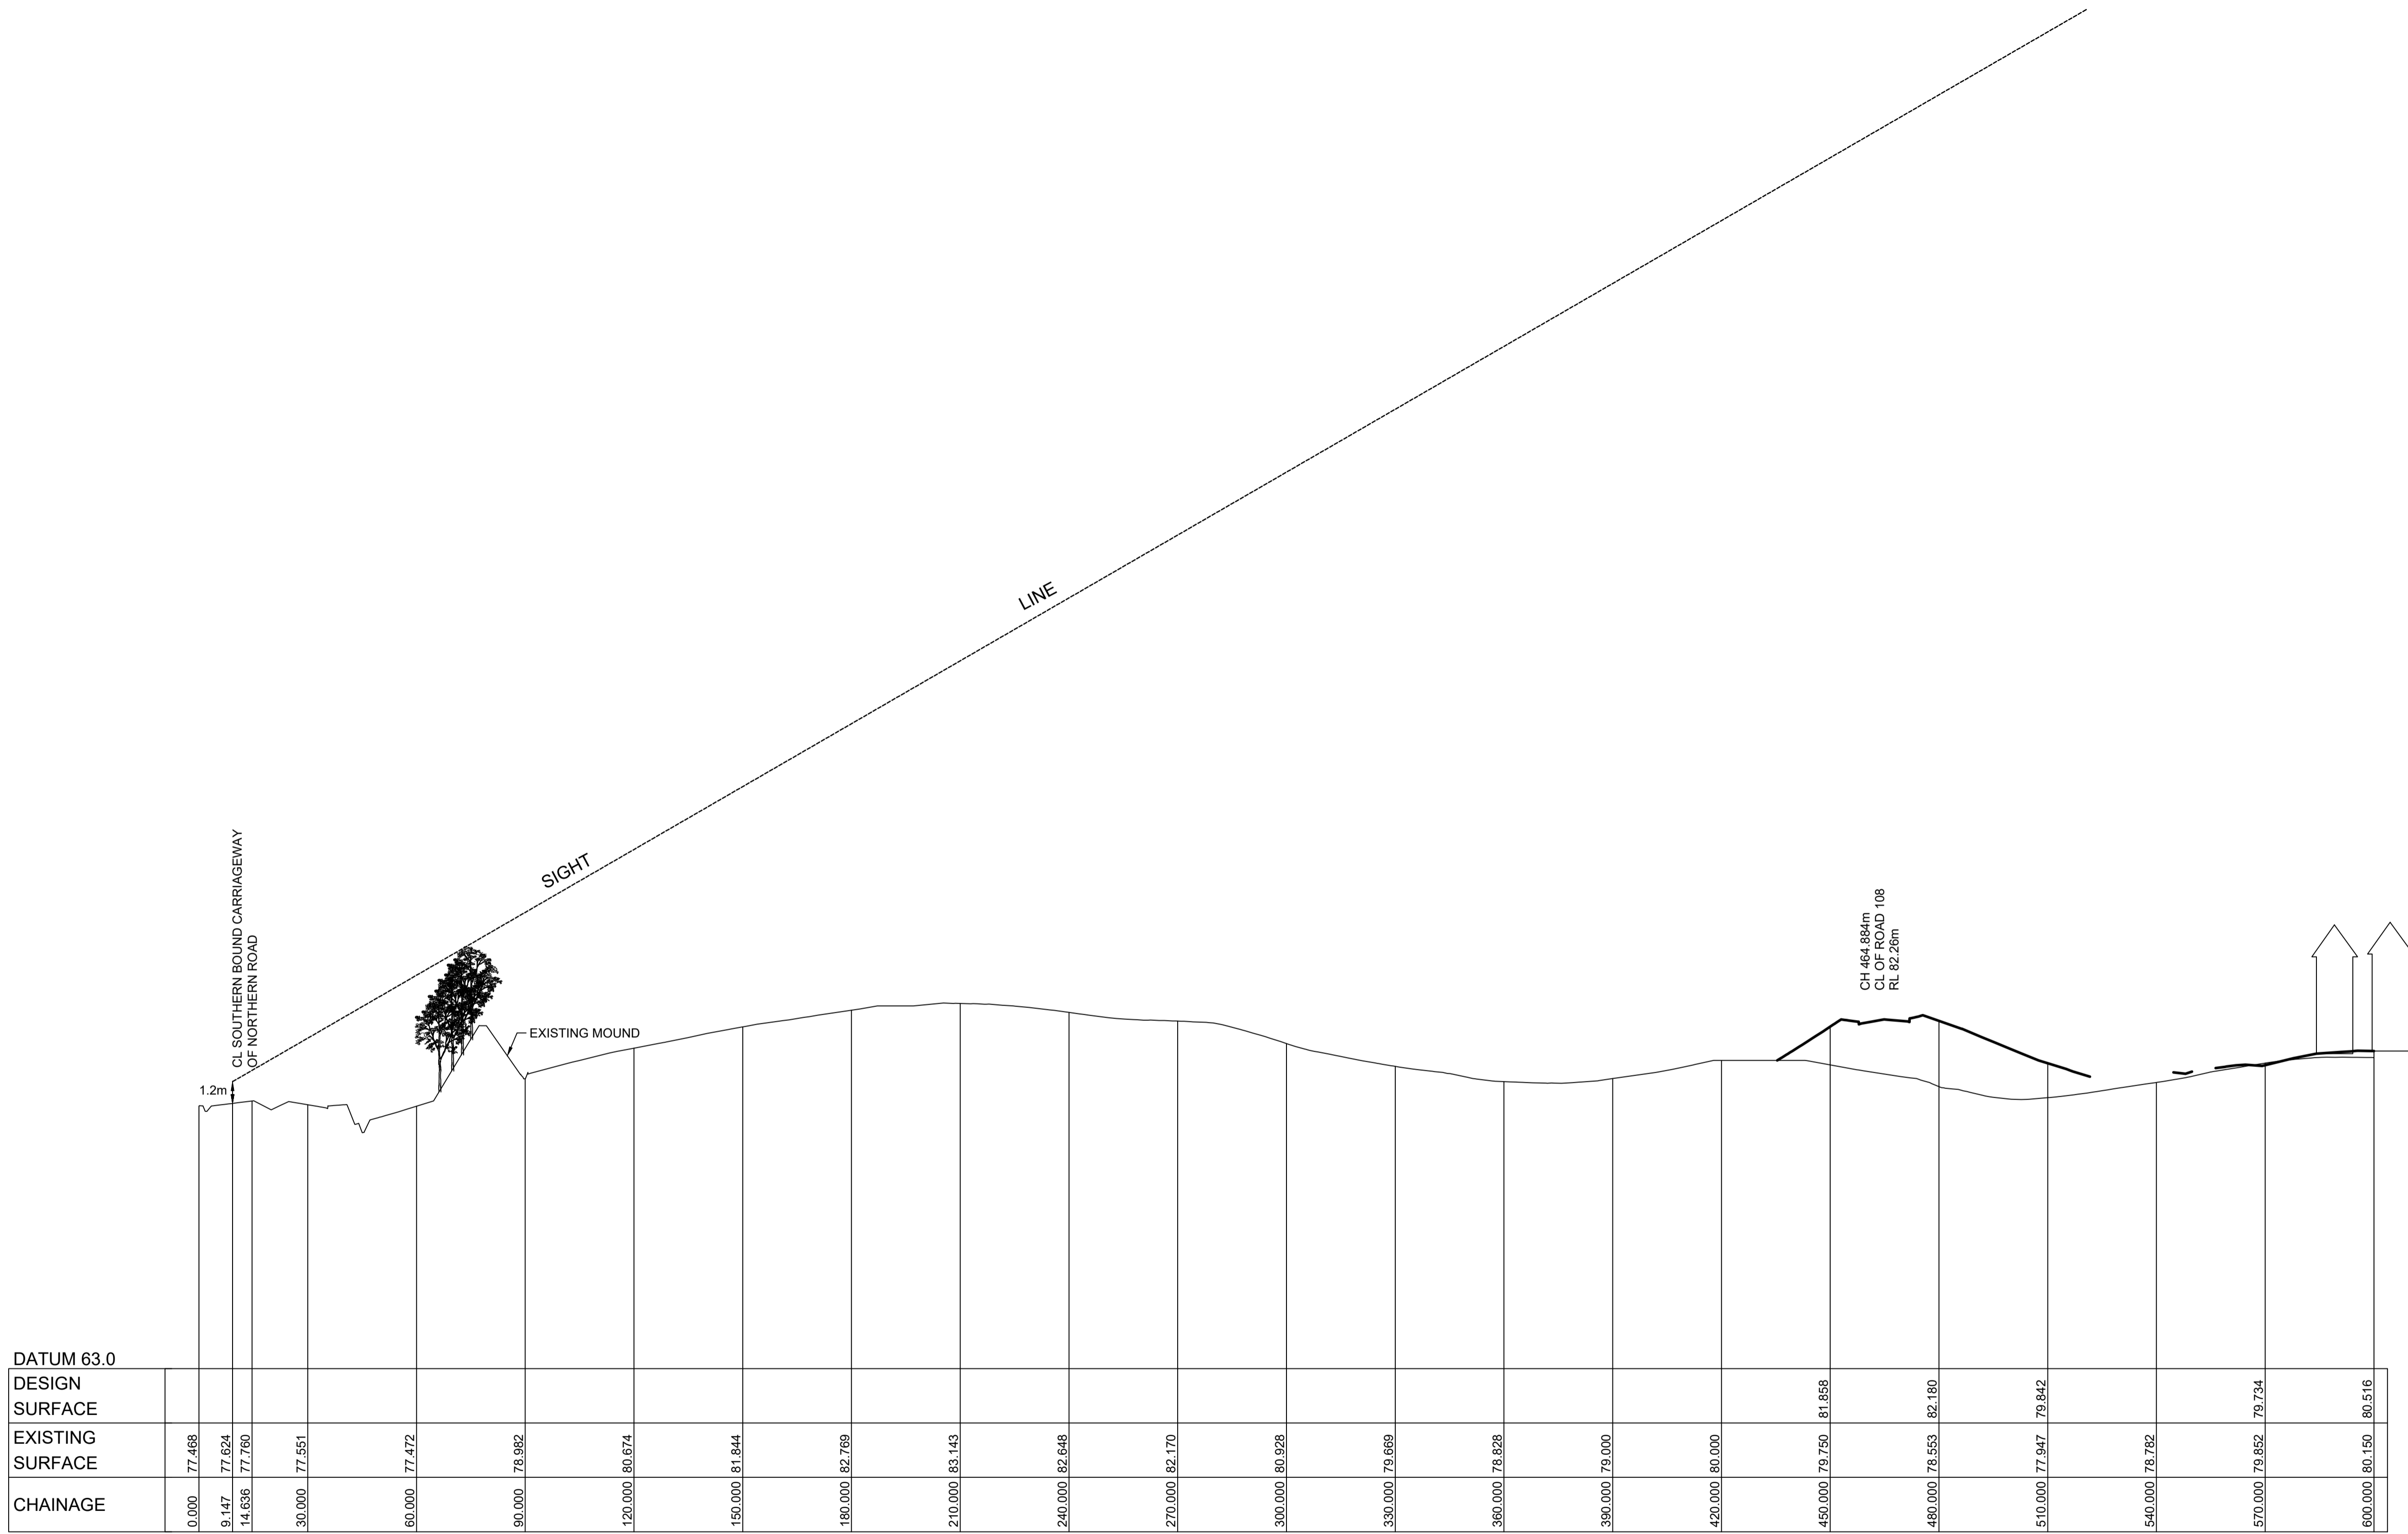 LINE
SIGHT
CL SOUTHERN BOUND CARRIAGEWAY
OF NORTHERN ROAD
1.2m
EXISTING MOUND
CH 464.884m
CL OF ROAD 108
RL 82.26m
DATUM 63.0
DESIGN
SURFACE
81.858 82.180 79.842 79.734 80.516
EXISTING
SURFACE
77.468 77.624 77.760 77.551 77.472 78.982 80.674 81.844 82.769 83.143 82.648 82.170 80.928 79.669 78.828 79.000 80.000 79.750 78.553 77.947 78.782 79.852 80.150
CHAINAGE
0.000 9.147 14.636 30.000 60.000 90.000 120.000 150.000 180.000 210.000 240.000 270.000 300.000 330.000 360.000 390.000 420.000 450.000 480.000 510.000 540.000 570.000 600.000